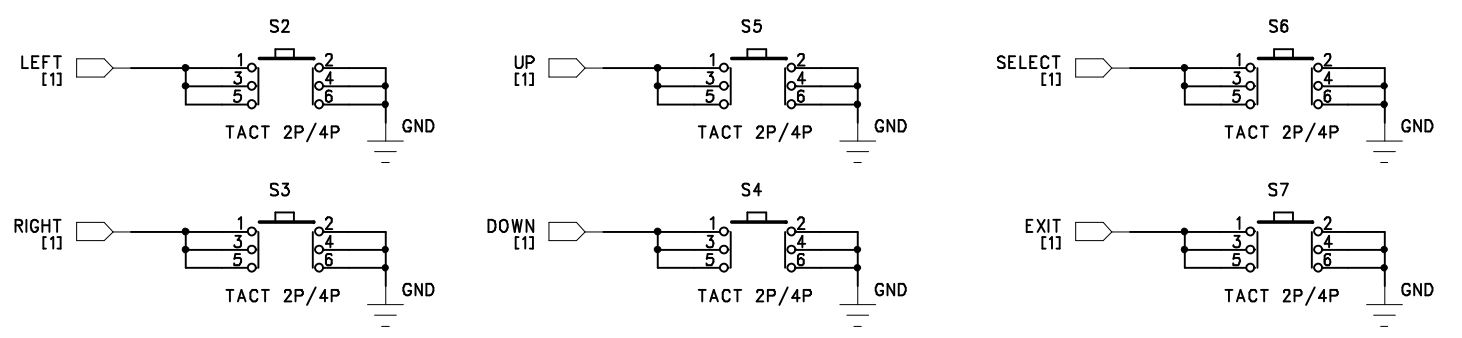 S2
LEFT
[1]
1 2
3 4
5 6
TACT 2P/4P
GND
S5
UP
[1]
1 2
3 4
5 6
TACT 2P/4P
GND
S6
SELECT
[1]
1 2
3 4
5 6
TACT 2P/4P
GND
S3
RIGHT
[1]
1 2
3 4
5 6
TACT 2P/4P
GND
S4
DOWN
[1]
1 2
3 4
5 6
TACT 2P/4P
GND
S7
EXIT
[1]
1 2
3 4
5 6
TACT 2P/4P
GND